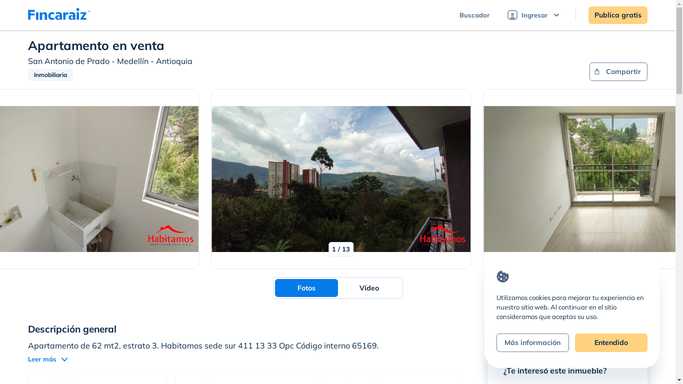 Fincaraiz
Buscador
Ingresar
Publica gratis
Apartamento en venta
San Antonio de Prado - Medellín - Antioquia
Inmobiliaria
Compartir
Habitamos
Habitamos
1 / 13
Fotos
Video
Descripción general
Apartamento de 62 mt2, estrato 3. Habitamos sede sur 411 13 33 Opc Código interno 65169.
Leer más
Utilizamos cookies para mejorar tu experiencia en
nuestro sitio web. Al continuar en el sitio
consideramos que aceptas su uso.
Más información
Entendido
¿Te interesó este inmueble?